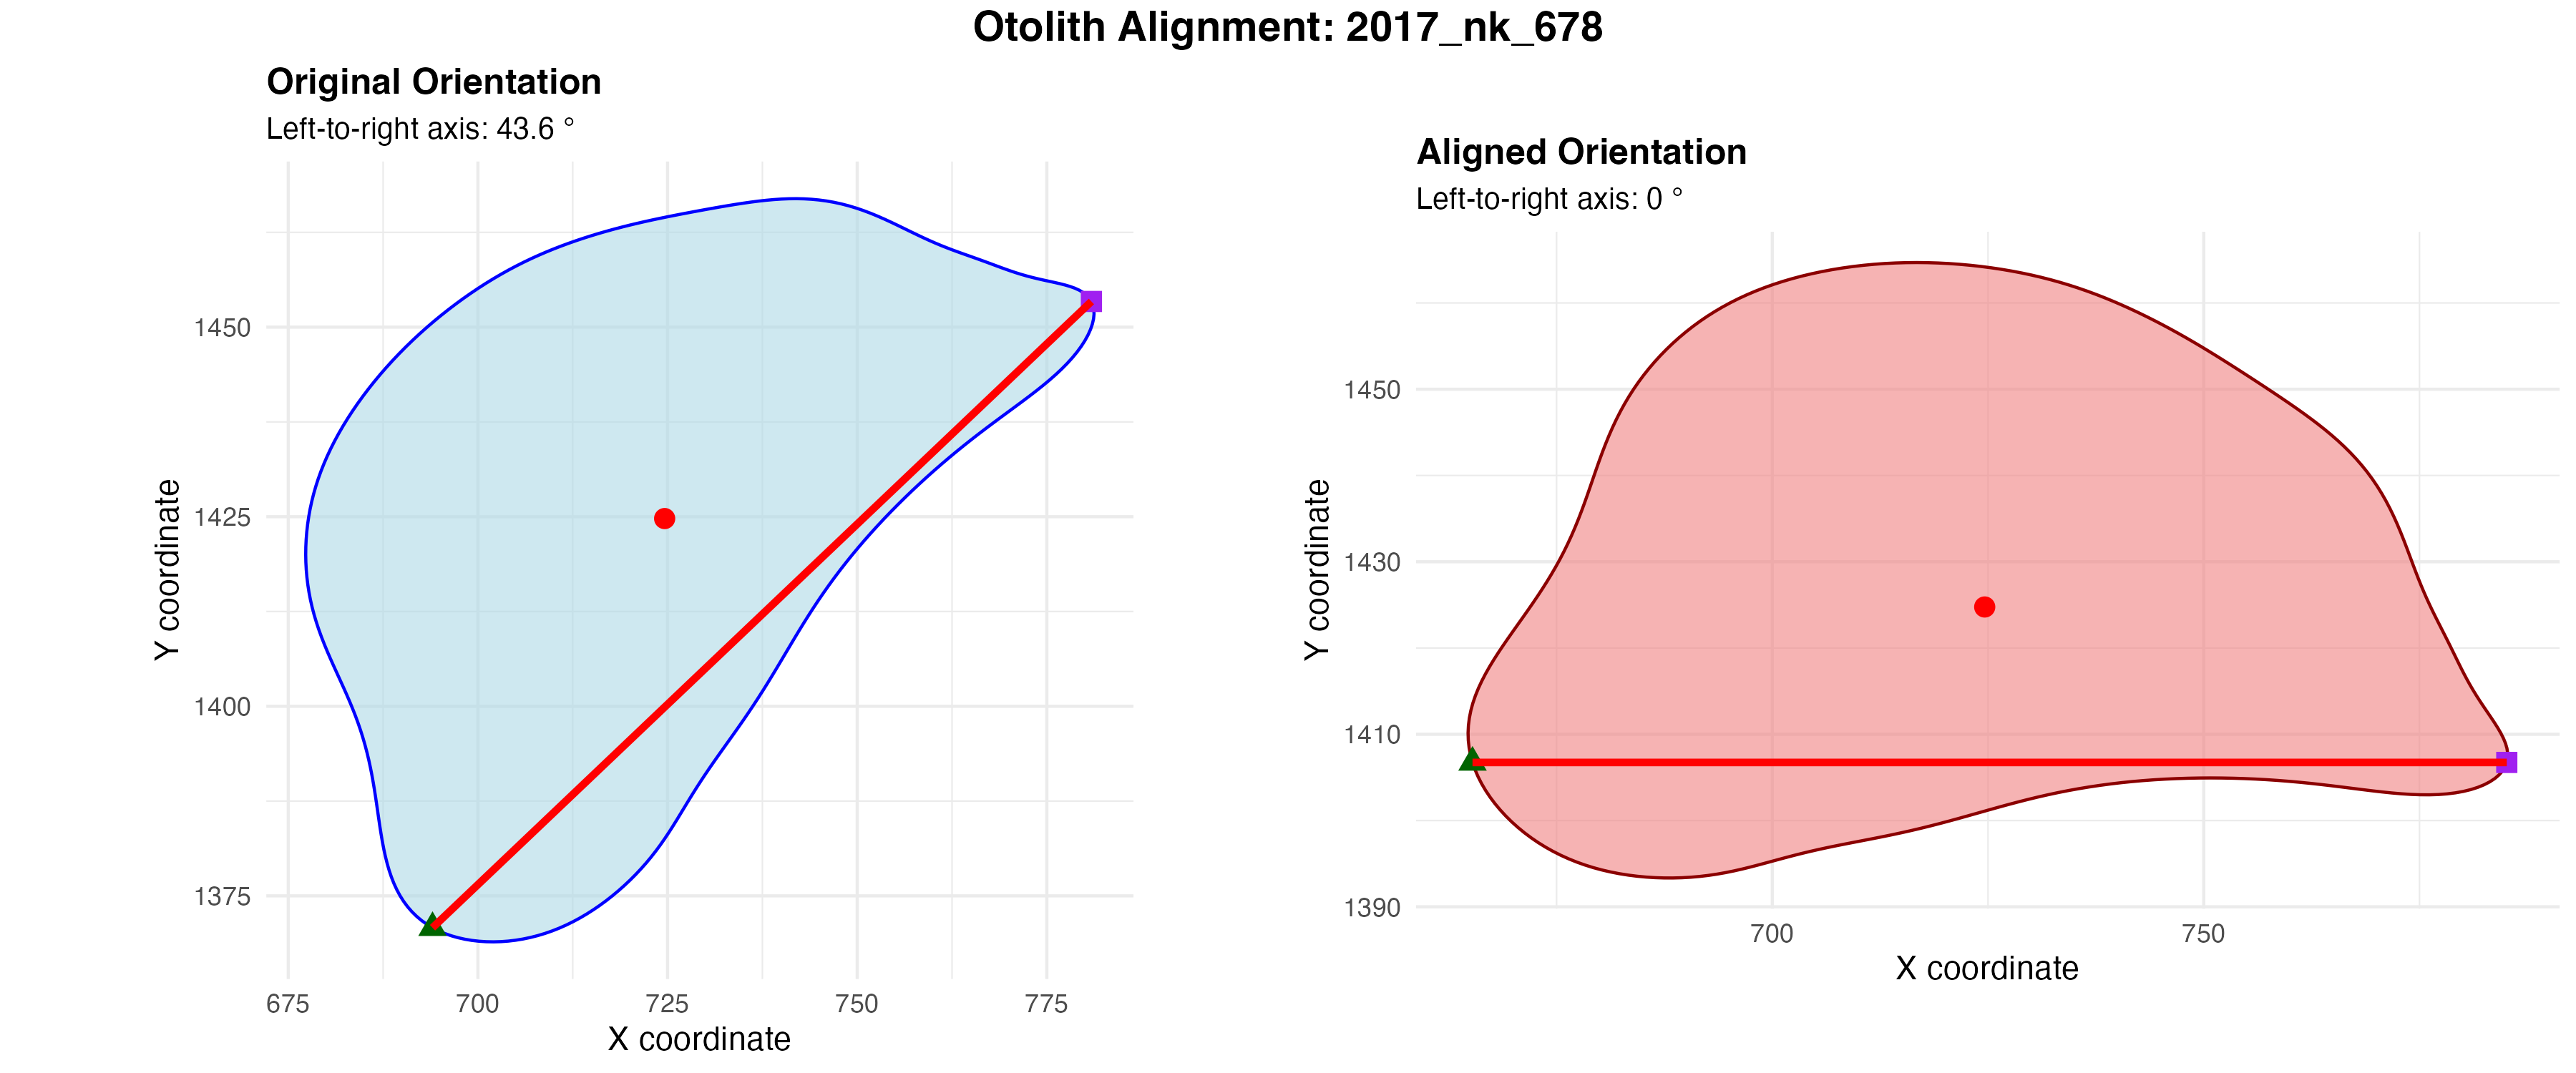 Otolith Alignment: 2017_nk_678
Original Orientation
Left-to-right axis: 43.6 °
1450
1425
1400
1375
Y coordinate
675 700 725 750 775
X coordinate
Aligned Orientation
Left-to-right axis: 0 °
1450
1430
1410
1390
Y coordinate
700 750
X coordinate